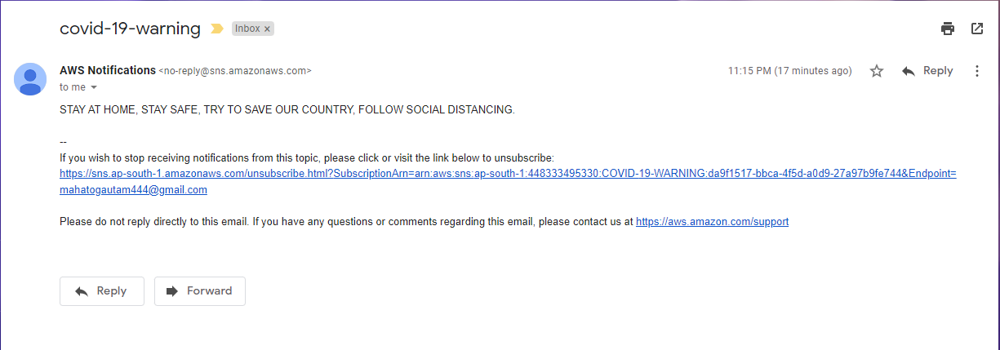 covid-19-warning Inbox ×
AWS Notifications <no-reply@sns.amazonaws.com> 11:15 PM (17 minutes ago) Reply
to me
STAY AT HOME, STAY SAFE, TRY TO SAVE OUR COUNTRY, FOLLOW SOCIAL DISTANCING.
--
If you wish to stop receiving notifications from this topic, please click or visit the link below to unsubscribe:
https://sns.ap-south-1.amazonaws.com/unsubscribe.html?SubscriptionArn=arn:aws:sns:ap-south-1:448333495330:COVID-19-WARNING:da9f1517-bbca-4f5d-a0d9-27a97b9fe744&Endpoint=
mahatogautam444@gmail.com
Please do not reply directly to this email. If you have any questions or comments regarding this email, please contact us at https://aws.amazon.com/support
Reply Forward